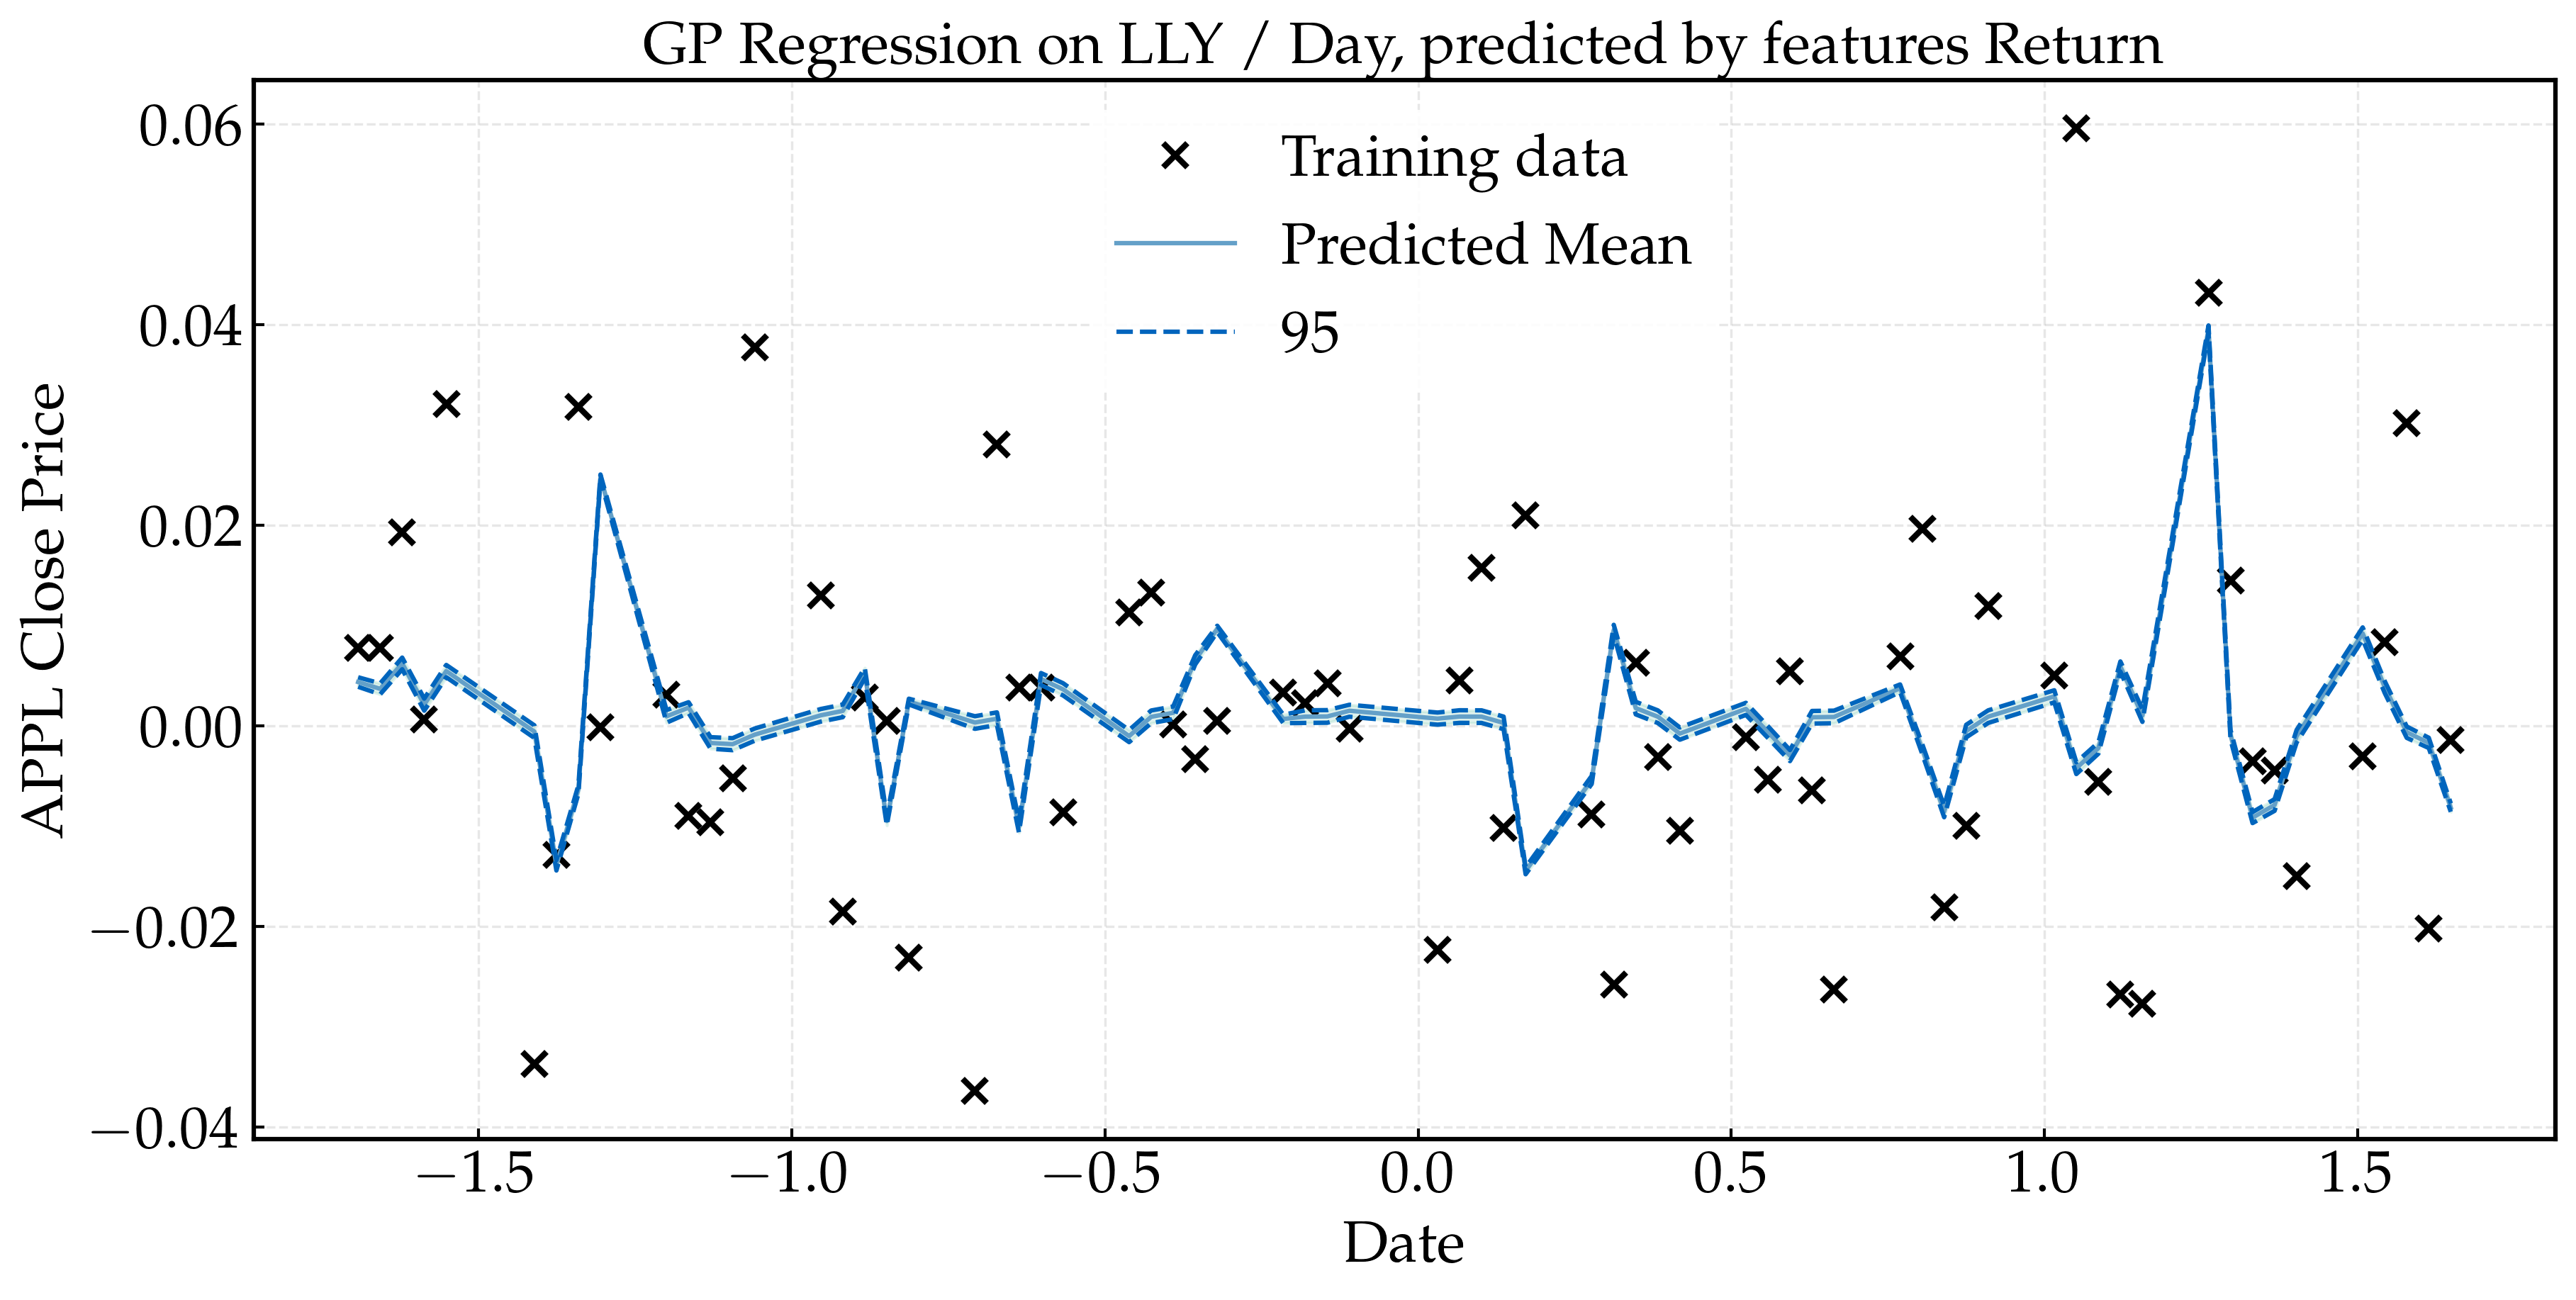 GP Regression on LLY / Day, predicted by features Return
Training data
Predicted Mean
95
APPL Close Price
0.06
0.04
0.02
0.00
−0.02
−0.04
−1.5 −1.0 −0.5 0.0 0.5 1.0 1.5
Date